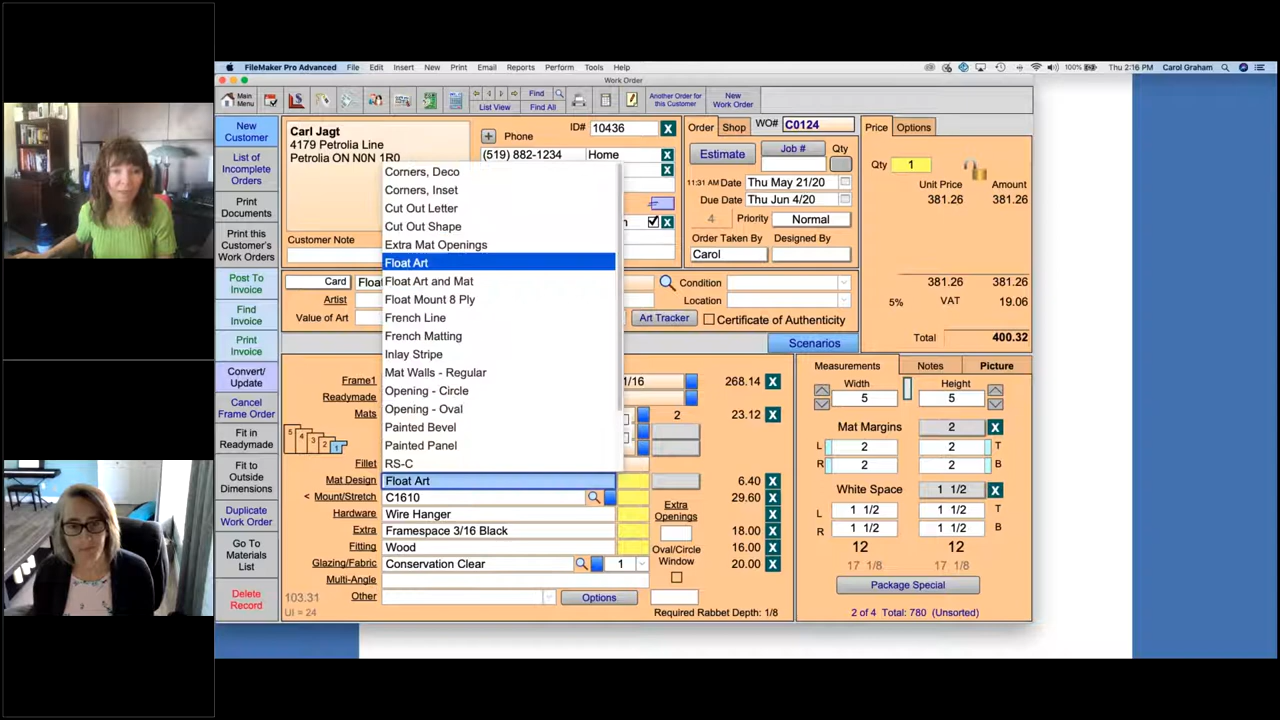 FileMaker Pro Advanced File Edit Insert New Print Email Reports Perform Tools Help 100% Thu 2:16 PM Carol Graham
Work Order
Main Menu
List View
Find
Find All
Another Order for this Customer
New Work Order
New Customer
List of Incomplete Orders
Print Documents
Print this Customer's Work Orders
Post To Invoice
Find Invoice
Print Invoice
Convert/ Update
Cancel Frame Order
Fit in Readymade
Fit to Outside Dimensions
Duplicate Work Order
Go To Materials List
Delete Record
Carl Jagt
4179 Petrolia Line
Petrolia ON N0N 1R0
Customer Note
ID# 10436 X
+ Phone
(519) 882-1234 Home X
X
X
Card
Artist
Value of Art
Corners, Deco
Corners, Inset
Cut Out Letter
Cut Out Shape
Extra Mat Openings
Float Art
Float Art and Mat
Float Mount 8 Ply
French Line
French Matting
Inlay Stripe
Mat Walls - Regular
Opening - Circle
Opening - Oval
Painted Bevel
Painted Panel
RS-C
Order Shop WO# C0124
Estimate Job # Qty
11:31 AM Date Thu May 21/20
Due Date Thu Jun 4/20
4 Priority Normal
Order Taken By Designed By
Carol
Condition
Location
Art Tracker Certificate of Authenticity
Scenarios
Price Options
Qty 1
Unit Price Amount
381.26 381.26
381.26 381.26
5% VAT 19.06
Total 400.32
Frame1 1/16 268.14 X
Readymade
Mats 2 23.12 X
5 4 3 2 1
Fillet
Mat Design Float Art 6.40 X
< Mount/Stretch C1610 29.60 X
Hardware Wire Hanger X
Extra Framespace 3/16 Black 18.00 X
Fitting Wood 16.00 X
Glazing/Fabric Conservation Clear 1 20.00 X
Multi-Angle
103.31 Other Options
UI = 24
Extra Openings
Oval/Circle Window
Required Rabbet Depth: 1/8
Measurements Notes Picture
Width Height
5 5
Mat Margins 2 X
L 2 2 T
R 2 2 B
White Space 1 1/2 X
L 1 1/2 1 1/2 T
R 1 1/2 1 1/2 B
12 12
17 1/8 17 1/8
Package Special
2 of 4 Total: 780 (Unsorted)